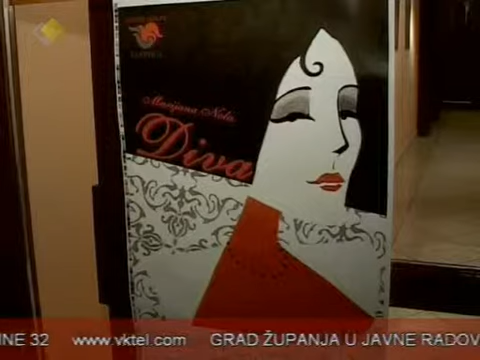 Marijana Nola
Diva
INE 32 www.vktel.com GRAD ŽUPANJA U JAVNE RADOV